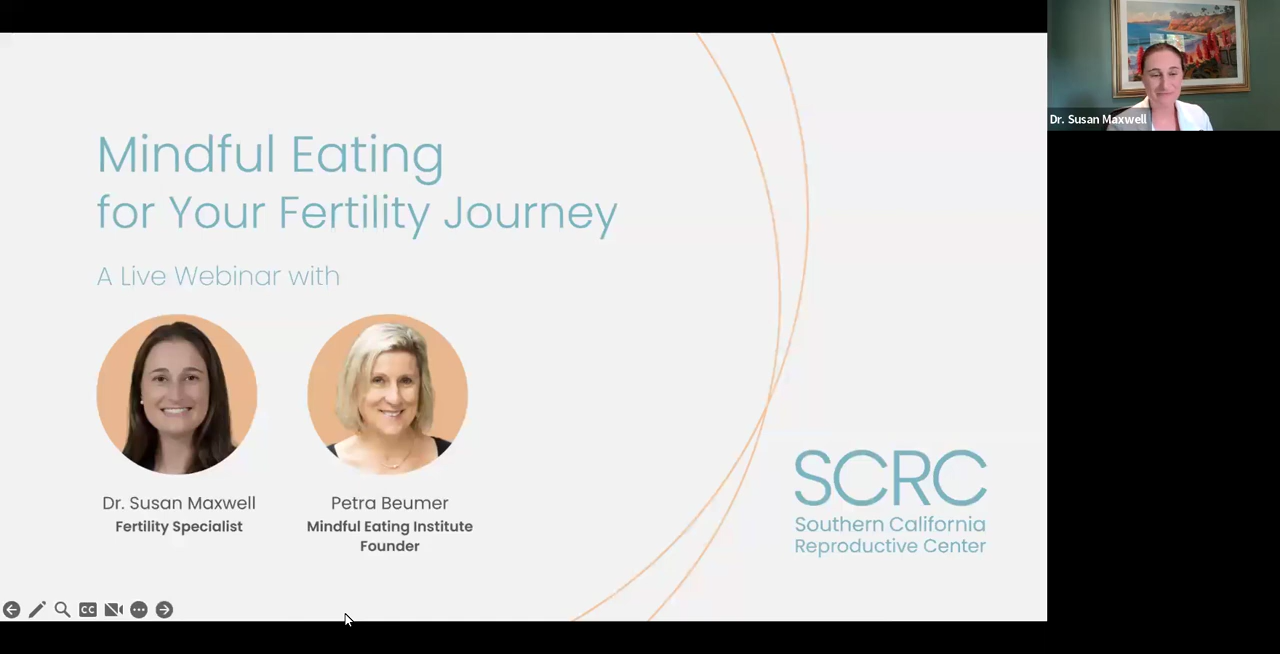 Mindful Eating
for Your Fertility Journey
A Live Webinar with
Dr. Susan Maxwell
Fertility Specialist
Petra Beumer
Mindful Eating Institute
Founder
SCRC
Southern California
Reproductive Center
CC
Dr. Susan Maxwell